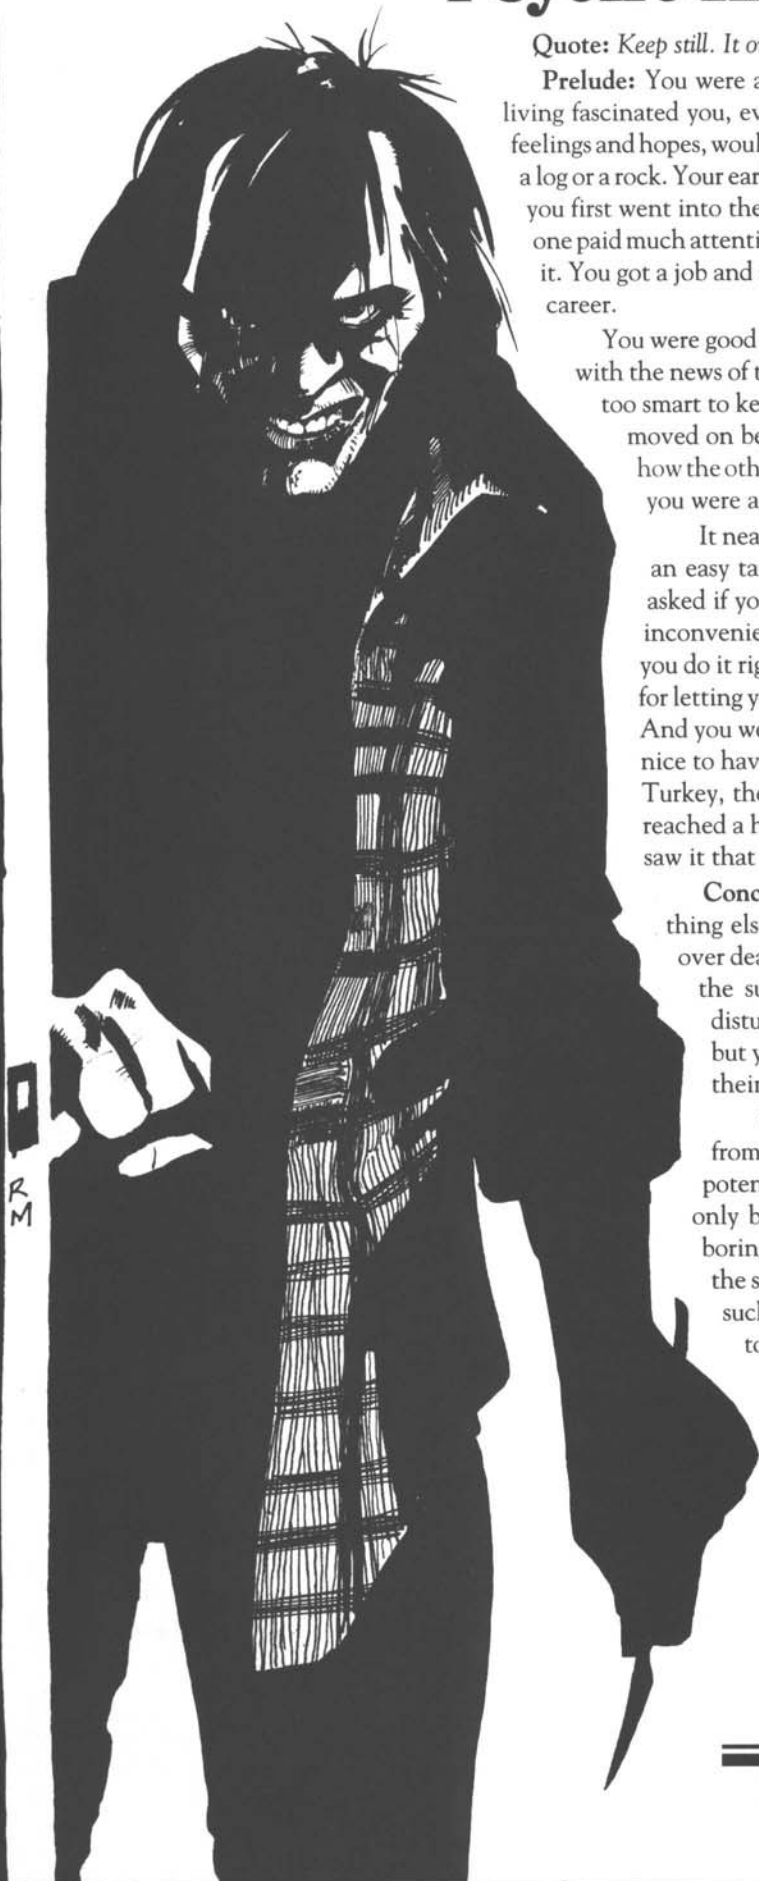 Quote: Keep still. It o
Prelude: You were a
living fascinated you, ev
feelings and hopes, woul
a log or a rock. Your ear
you first went into the
one paid much attenti
it. You got a job and
career.
You were good
with the news of t
too smart to ke
moved on be
how the oth
you were a
It nea
an easy ta
asked if yo
inconvenie
you do it rig
for letting y
And you we
nice to hav
Turkey, the
reached a h
saw it that
Conc
thing els
over dea
the su
distu
but y
their
from
poten
only b
borin
the s
such
to
R
M